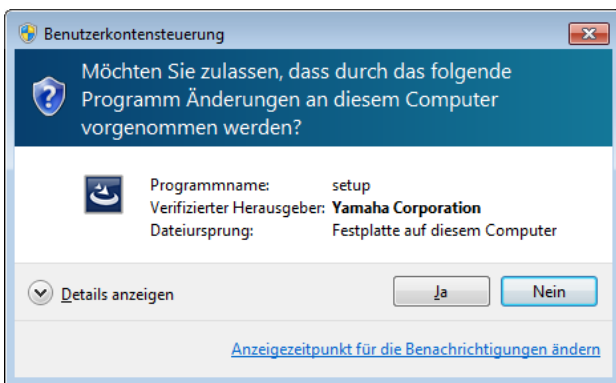 Benutzerkontensteuerung
Möchten Sie zulassen, dass durch das folgende
Programm Änderungen an diesem Computer
vorgenommen werden?
Programmname: setup
Verifizierter Herausgeber: Yamaha Corporation
Dateiursprung: Festplatte auf diesem Computer
Details anzeigen Ja Nein
Anzeigezeitpunkt für die Benachrichtigungen ändern